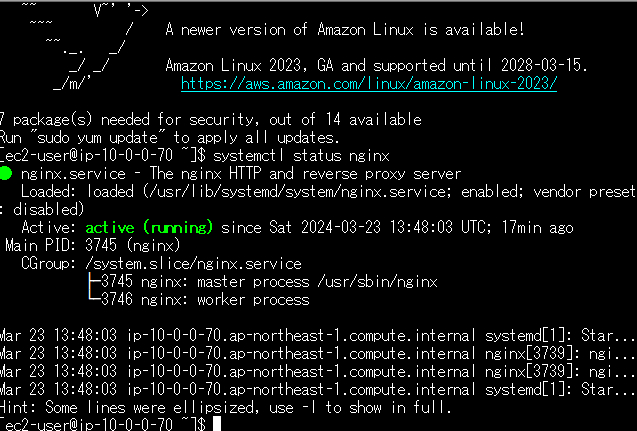 ~~       V~' '->
~~~         /    A newer version of Amazon Linux is available!
~~._.   _/
_/ _/       Amazon Linux 2023, GA and supported until 2028-03-15.
_/m/'           https://aws.amazon.com/linux/amazon-linux-2023/
7 package(s) needed for security, out of 14 available
Run "sudo yum update" to apply all updates.
[ec2-user@ip-10-0-0-70 ~]$ systemctl status nginx
● nginx.service - The nginx HTTP and reverse proxy server
Loaded: loaded (/usr/lib/systemd/system/nginx.service; enabled; vendor preset
: disabled)
Active: active (running) since Sat 2024-03-23 13:48:03 UTC; 17min ago
Main PID: 3745 (nginx)
CGroup: /system.slice/nginx.service
├─3745 nginx: master process /usr/sbin/nginx
└─3746 nginx: worker process
Mar 23 13:48:03 ip-10-0-0-70.ap-northeast-1.compute.internal systemd[1]: Star...
Mar 23 13:48:03 ip-10-0-0-70.ap-northeast-1.compute.internal nginx[3739]: ngi...
Mar 23 13:48:03 ip-10-0-0-70.ap-northeast-1.compute.internal nginx[3739]: ngi...
Mar 23 13:48:03 ip-10-0-0-70.ap-northeast-1.compute.internal systemd[1]: Star...
Hint: Some lines were ellipsized, use -l to show in full.
[ec2-user@ip-10-0-0-70 ~]$